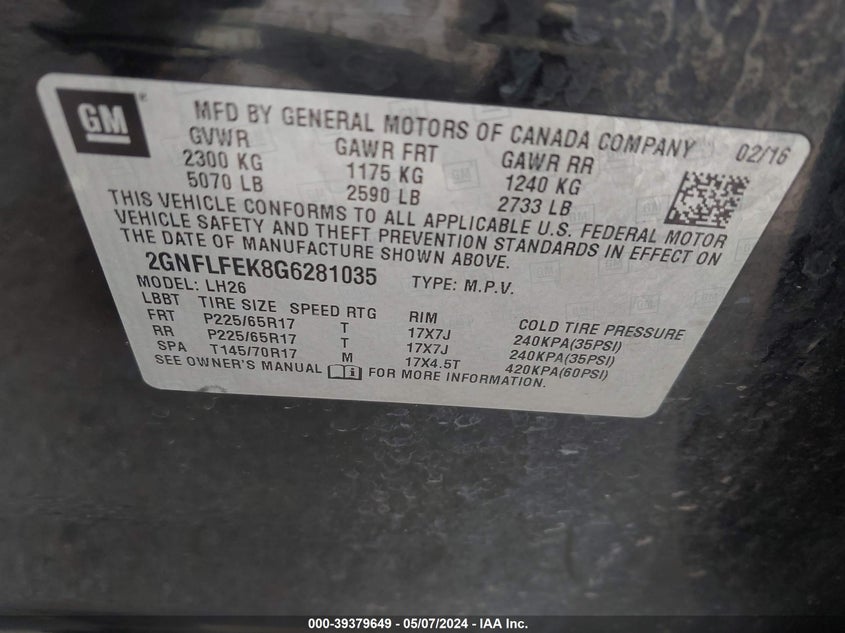 GM ®
MFD BY GENERAL MOTORS OF CANADA COMPANY 02/16
GVWR GAWR FRT GAWR RR
2300 KG 1175 KG 1240 KG
5070 LB 2590 LB 2733 LB
THIS VEHICLE CONFORMS TO ALL APPLICABLE U.S. FEDERAL MOTOR
VEHICLE SAFETY AND THEFT PREVENTION STANDARDS IN EFFECT ON
THE DATE OF MANUFACTURE SHOWN ABOVE.
2GNFLFEK8G6281035 TYPE: M.P.V.
MODEL: LH26
LBBT TIRE SIZE SPEED RTG RIM COLD TIRE PRESSURE
FRT P225/65R17 T 17X7J 240KPA(35PSI)
RR P225/65R17 T 17X7J 240KPA(35PSI)
SPA T145/70R17 M 17X4.5T 420KPA(60PSI)
SEE OWNER'S MANUAL FOR MORE INFORMATION.
000-39379649 - 05/07/2024 - IAA Inc.